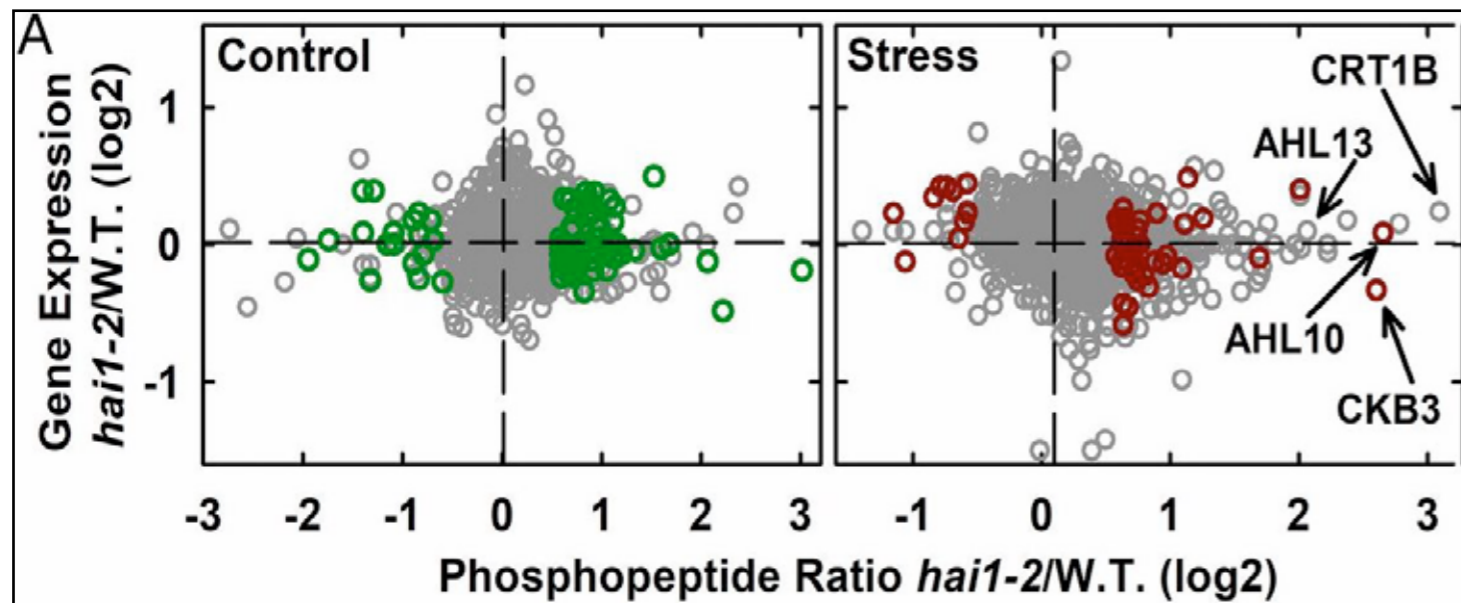 A
Control
Stress
CRT1B
AHL13
AHL10
CKB3
Gene Expression
hai1-2/W.T. (log2)
1
0
-1
-3 -2 -1 0 1 2 3
-1 0 1 2 3
Phosphopeptide Ratio hai1-2/W.T. (log2)